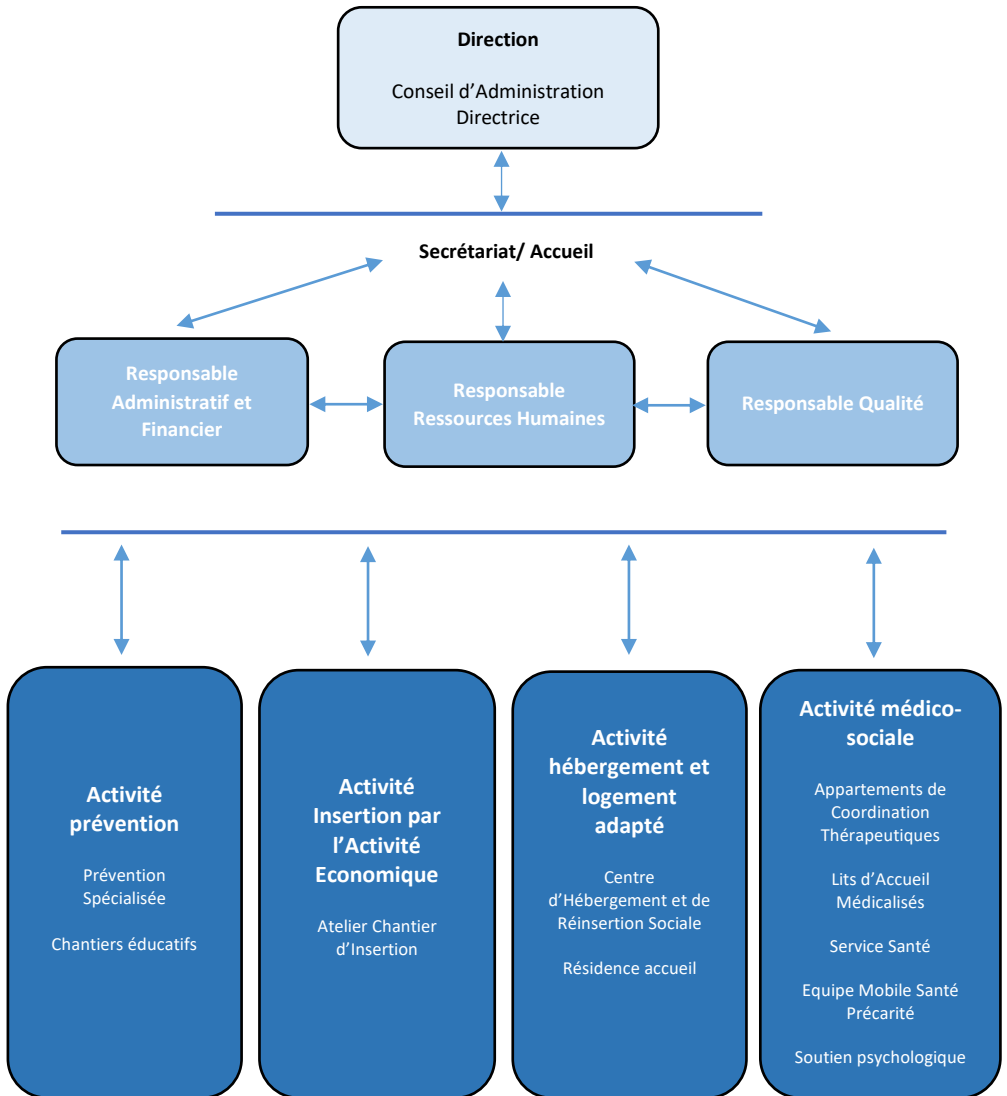 Direction
Conseil d'Administration
Directrice
Secrétariat/ Accueil
Responsable
Administratif et
Financier
Responsable
Ressources Humaines
Responsable Qualité
Activité
prévention
Prévention
Spécialisée
Chantiers éducatifs
Activité
Insertion par
l'Activité
Economique
Atelier Chantier
d'Insertion
Activité
hébergement et
logement
adapté
Centre
d'Hébergement et de
Réinsertion Sociale
Résidence accueil
Activité médico-
sociale
Appartements de
Coordination
Thérapeutiques
Lits d'Accueil
Médicalisés
Service Santé
Equipe Mobile Santé
Précarité
Soutien psychologique